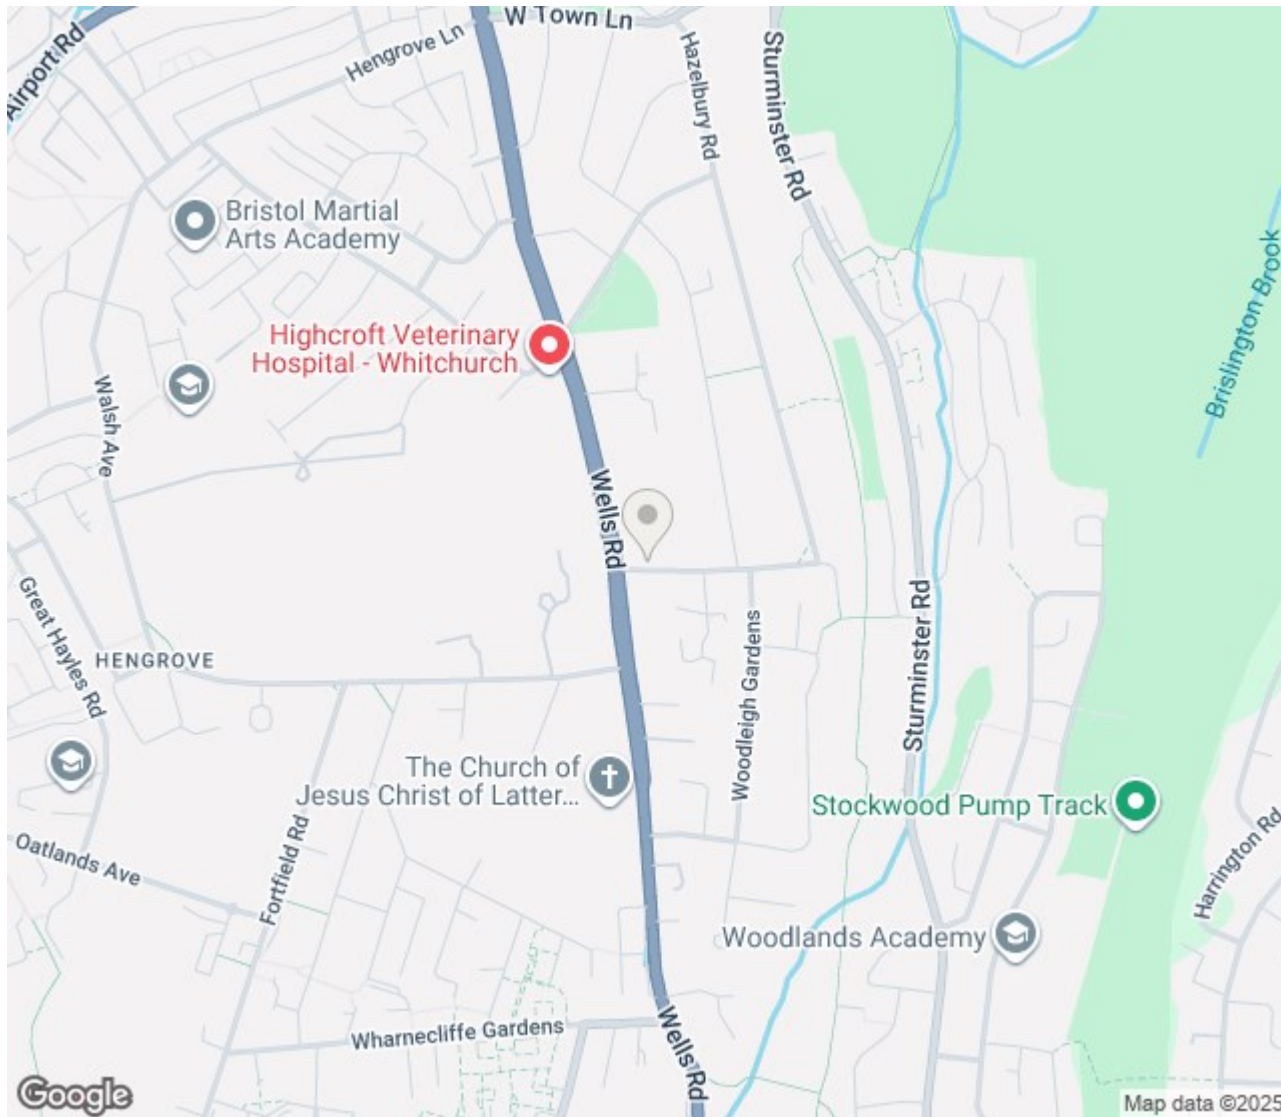 W Town Ln
Airport Rd
Hengrove Ln
Hazelbury Rd
Sturminster Rd
Bristol Martial
Arts Academy
Brislington Brook
Highcroft Veterinary
Hospital - Whitchurch
Walsh Ave
Wells Rd
Great Hayles Rd
HENGROVE
Woodleigh Gardens
Sturminster Rd
The Church of
Jesus Christ of Latter...
Stockwood Pump Track
Oatlands Ave
Fortfield Rd
Harrington Rd
Woodlands Academy
Wharnecliffe Gardens
Wells Rd
Google
Map data ©2025